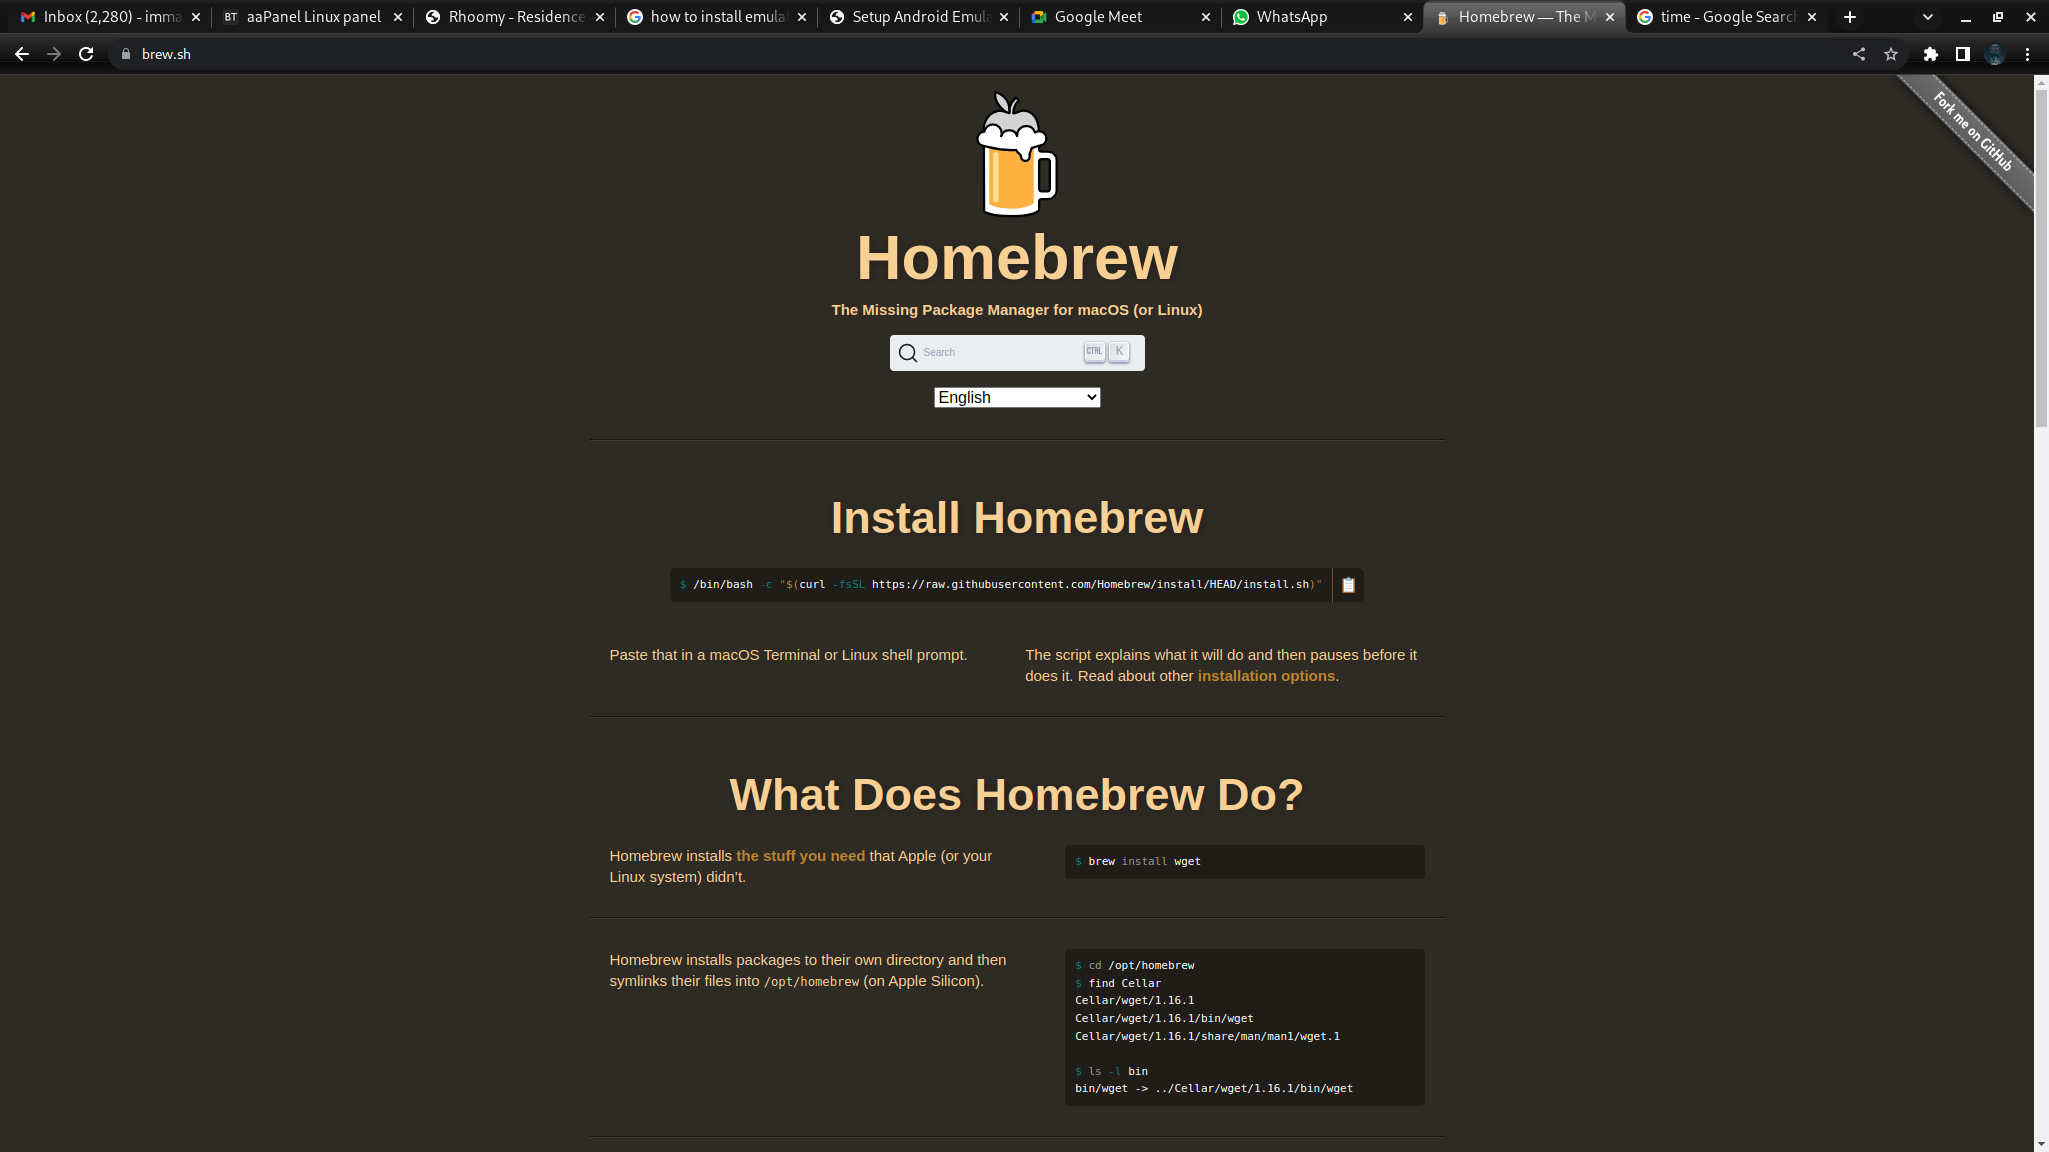 Inbox (2,280) - imma
aaPanel Linux panel
Rhoomy - Residence
how to install emula
Setup Android Emula
Google Meet
WhatsApp
Homebrew — The M
time - Google Search
brew.sh
Fork me on GitHub
Homebrew
The Missing Package Manager for macOS (or Linux)
Search
CTRL K
English
Install Homebrew
$ /bin/bash -c "$(curl -fsSL https://raw.githubusercontent.com/Homebrew/install/HEAD/install.sh)"
Paste that in a macOS Terminal or Linux shell prompt.
The script explains what it will do and then pauses before it
does it. Read about other installation options.
What Does Homebrew Do?
Homebrew installs the stuff you need that Apple (or your
Linux system) didn’t.
$ brew install wget
Homebrew installs packages to their own directory and then
symlinks their files into /opt/homebrew (on Apple Silicon).
$ cd /opt/homebrew
$ find Cellar
Cellar/wget/1.16.1
Cellar/wget/1.16.1/bin/wget
Cellar/wget/1.16.1/share/man/man1/wget.1
$ ls -l bin
bin/wget -> ../Cellar/wget/1.16.1/bin/wget